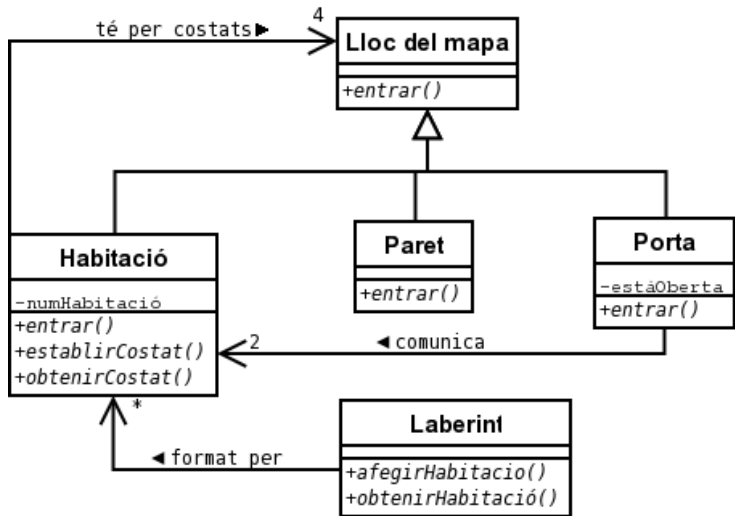 té per costats►
4
Lloc del mapa
+entrar()
Habitació
-numHabitació
+entrar()
+establirCostat()
+obtenirCostat()
Paret
+entrar()
Porta
-estàOberta
+entrar()
2
◄comunica
*
◄format per
Laberint
+afegirHabitacio()
+obtenirHabitació()